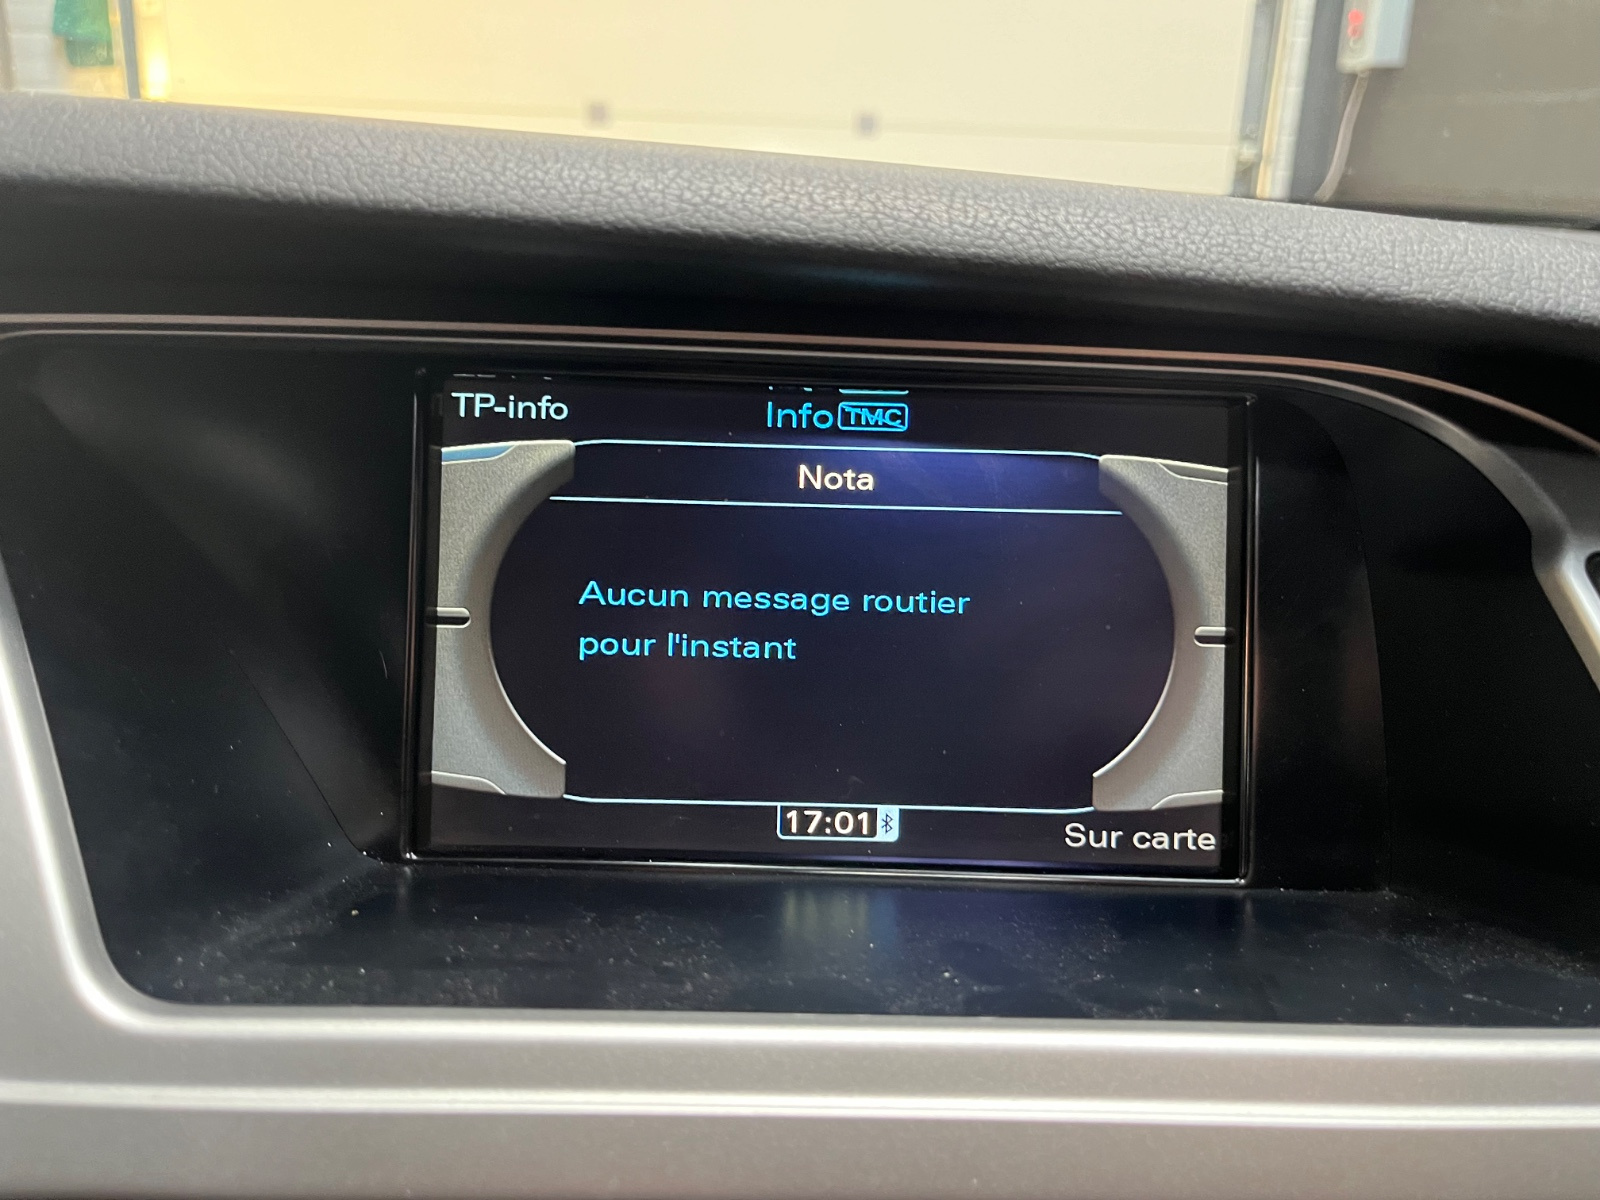 TP-info
Info TMC
Nota
Aucun message routier
pour l'instant
17:01
Sur carte